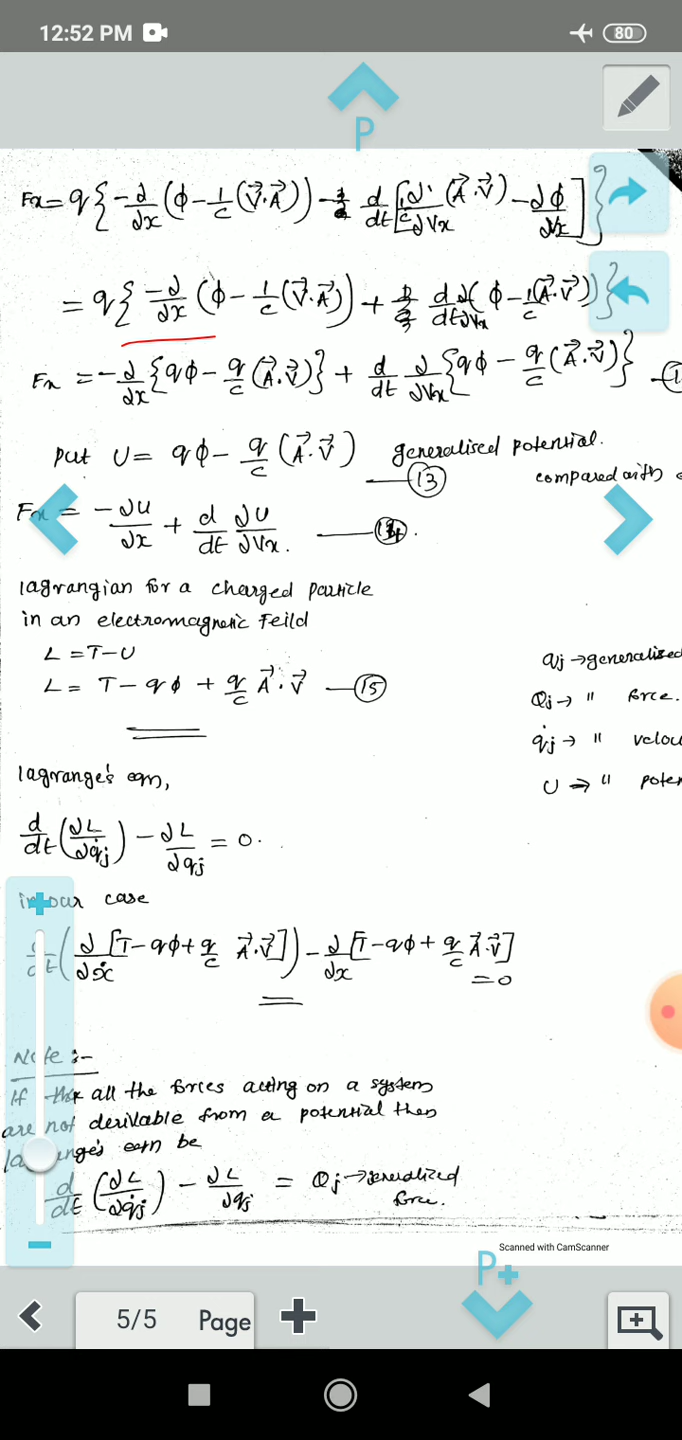 12:52 PM
80
P
Fx = q{-∂/∂x(ϕ - 1/c(V⃗.A⃗)) - d/dt[1/c ∂/∂Vx(A⃗.V⃗) - ∂ϕ/∂Vx]}
= q{-∂/∂x(ϕ - 1/c(V⃗.A⃗)) + d/dt ∂/∂Vx(ϕ - 1/c(A⃗.V⃗))}
Fx = -∂/∂x{qϕ - q/c(A⃗.V⃗)} + d/dt ∂/∂Vx{qϕ - q/c(A⃗.V⃗)}
put U = qϕ - q/c(A⃗.V⃗) generalised potential.
—(13) compared with
Fx = -∂U/∂x + d/dt ∂U/∂Vx. —(14).
lagrangian for a charged particle
in an electromagnetic Feild
L = T-U
L = T - qϕ + q/c A⃗.V⃗ —(15)
qj → generalized
Qj → " force.
q̇j → " velou
U → " poten
lagrange's eqn,
d/dt(∂L/∂q̇j) - ∂L/∂qj = 0.
in our case
d/dt(∂/∂ẋ[T-qϕ+q/c A⃗.V⃗]) - ∂/∂x[T-qϕ+q/c A⃗.V⃗]
=0
Note :-
If all the forces acting on a system
are not derivable from a potential then
eqn be
d/dt(∂L/∂q̇j) - ∂L/∂qj = Qj → generalized
force.
Scanned with CamScanner
P+
5/5 Page